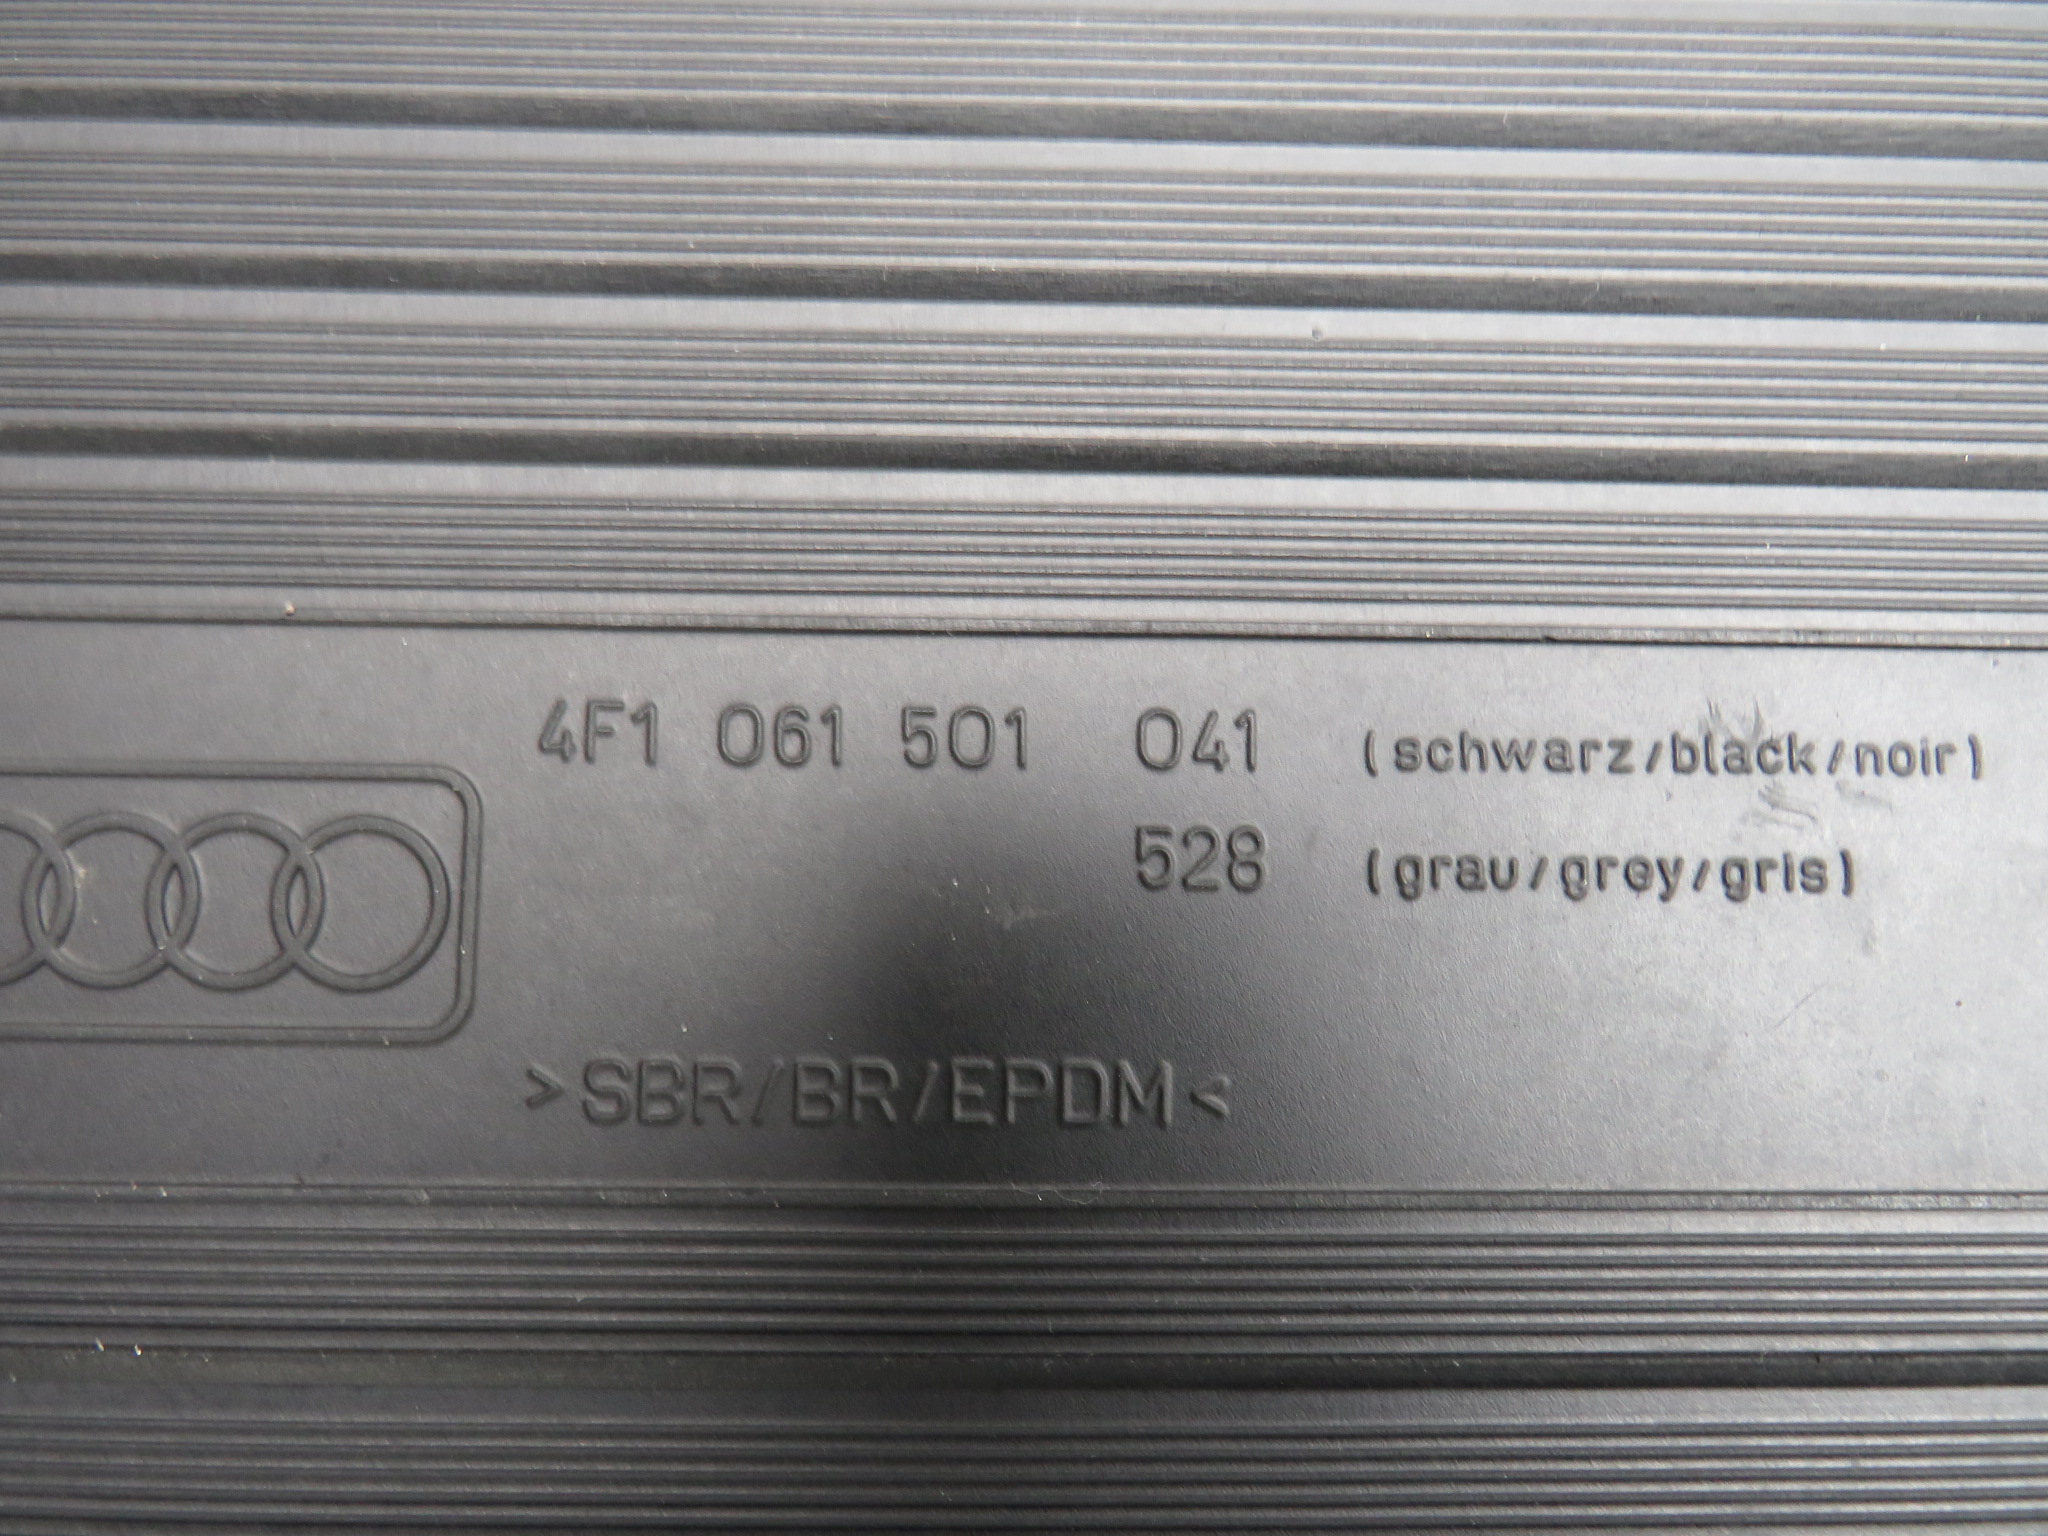 4F1 061 501 041 (schwarz/black/noir)
528 (grau/grey/gris)
>SBR/BR/EPDM<